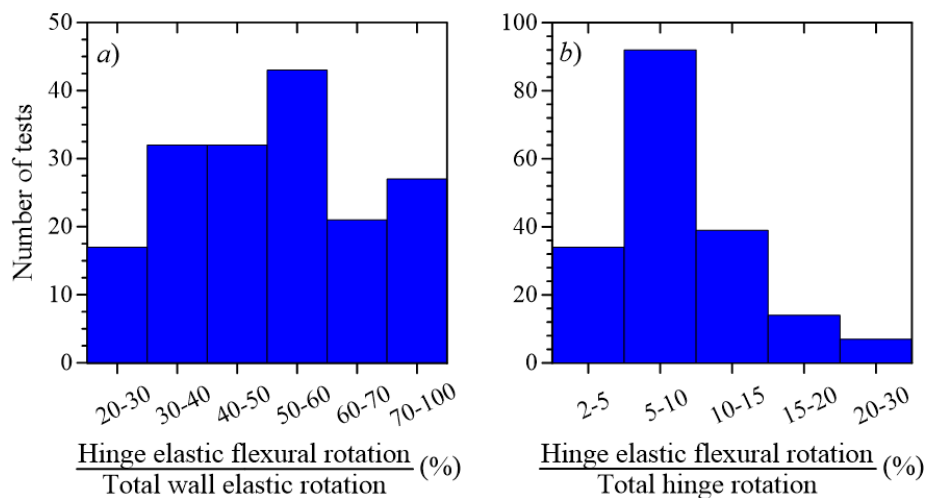 a)
50
40
30
20
10
0
Number of tests
20-30 30-40 40-50 50-60 60-70 70-100
Hinge elastic flexural rotation
Total wall elastic rotation
(%)
b)
100
80
60
40
20
0
2-5 5-10 10-15 15-20 20-30
Hinge elastic flexural rotation
Total hinge rotation
(%)